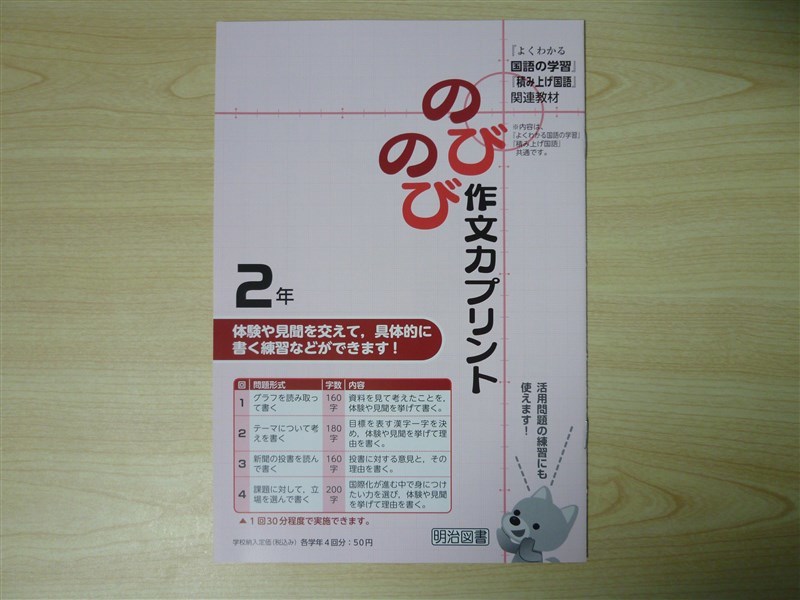 『よくわかる
国語の学習』
『積み上げ国語』
関連教材
※内容は、
『よくわかる国語の学習』
『積み上げ国語』
共通です。
のび
のび
作文力プリント
2年
体験や見聞を交えて，具体的に
書く練習などができます！
回 問題形式 字数 内容
1 グラフを読み取っ
て書く
160
字
資料を見て考えたことを，
体験や見聞を挙げて書く。
2 テーマについて考
えを書く
180
字
目標を表す漢字一字を決
め，体験や見聞を挙げて理
由を書く。
3 新聞の投書を読ん
で書く
160
字
投書に対する意見と，その
理由を書く。
4 課題に対して，立
場を選んで書く
200
字
国際化が進む中で身につけ
たい力を選び，体験や見聞
を挙げて理由を書く。
▲1回30分程度で実施できます。
学校納入定価（税込み） 各学年4回分：50円
活用問題の練習にも
使えます！
明治図書